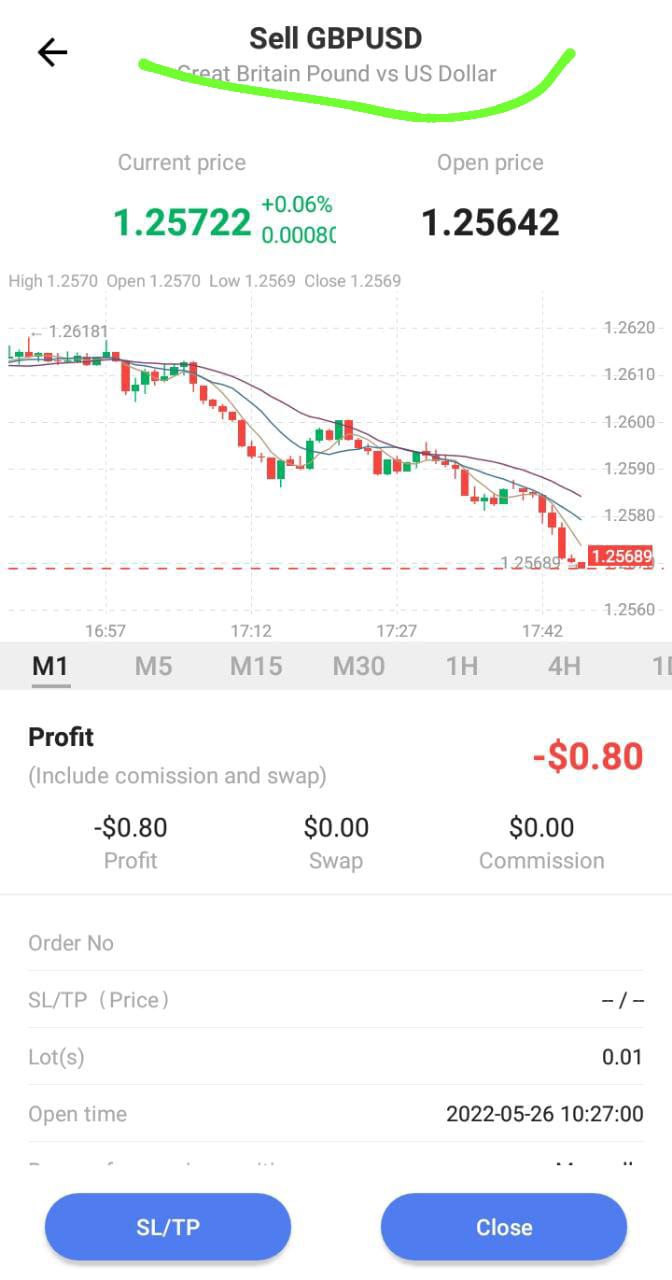 Sell GBPUSD
Great Britain Pound vs US Dollar
Current price
Open price
1.25722
+0.06%
0.00080
1.25642
High 1.2570 Open 1.2570 Low 1.2569 Close 1.2569
← 1.26181
1.2620
1.2610
1.2600
1.2590
1.2580
1.25689
1.25689
1.2560
16:57
17:12
17:27
17:42
M1
M5
M15
M30
1H
4H
Profit
-$0.80
(Include comission and swap)
-$0.80
$0.00
$0.00
Profit
Swap
Commission
Order No
SL/TP（Price）
-- / --
Lot(s)
0.01
Open time
2022-05-26 10:27:00
SL/TP
Close